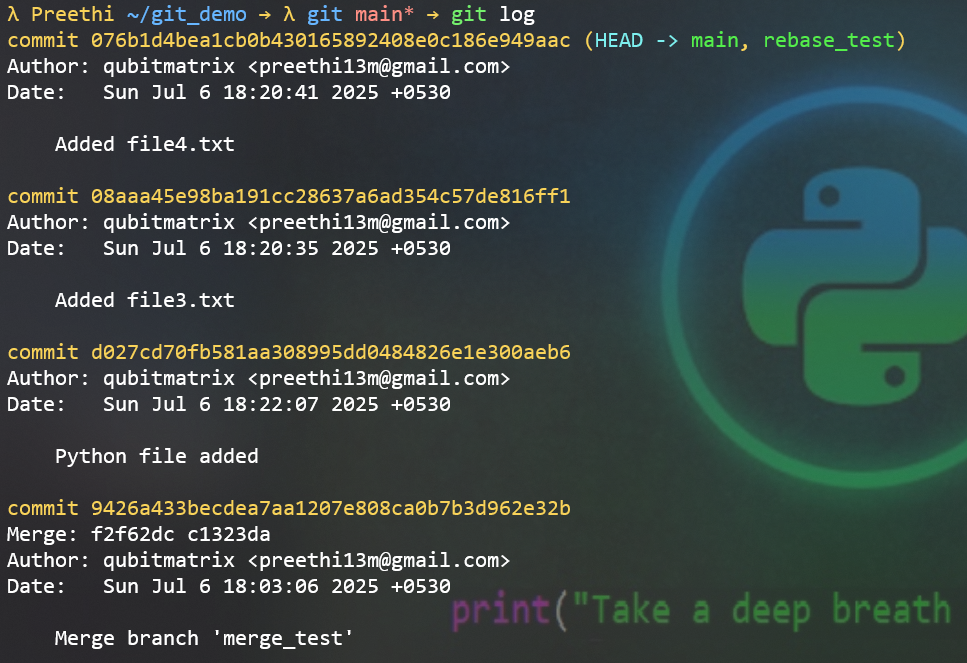 λ Preethi ~/git_demo → λ git main* → git log
commit 076b1d4bea1cb0b430165892408e0c186e949aac (HEAD -> main, rebase_test)
Author: qubitmatrix <preethi13m@gmail.com>
Date:   Sun Jul 6 18:20:41 2025 +0530
Added file4.txt
commit 08aaa45e98ba191cc28637a6ad354c57de816ff1
Author: qubitmatrix <preethi13m@gmail.com>
Date:   Sun Jul 6 18:20:35 2025 +0530
Added file3.txt
commit d027cd70fb581aa308995dd0484826e1e300aeb6
Author: qubitmatrix <preethi13m@gmail.com>
Date:   Sun Jul 6 18:22:07 2025 +0530
Python file added
commit 9426a433becdea7aa1207e808ca0b7b3d962e32b
Merge: f2f62dc c1323da
Author: qubitmatrix <preethi13m@gmail.com>
Date:   Sun Jul 6 18:03:06 2025 +0530
print("Take a deep breath
Merge branch 'merge_test'